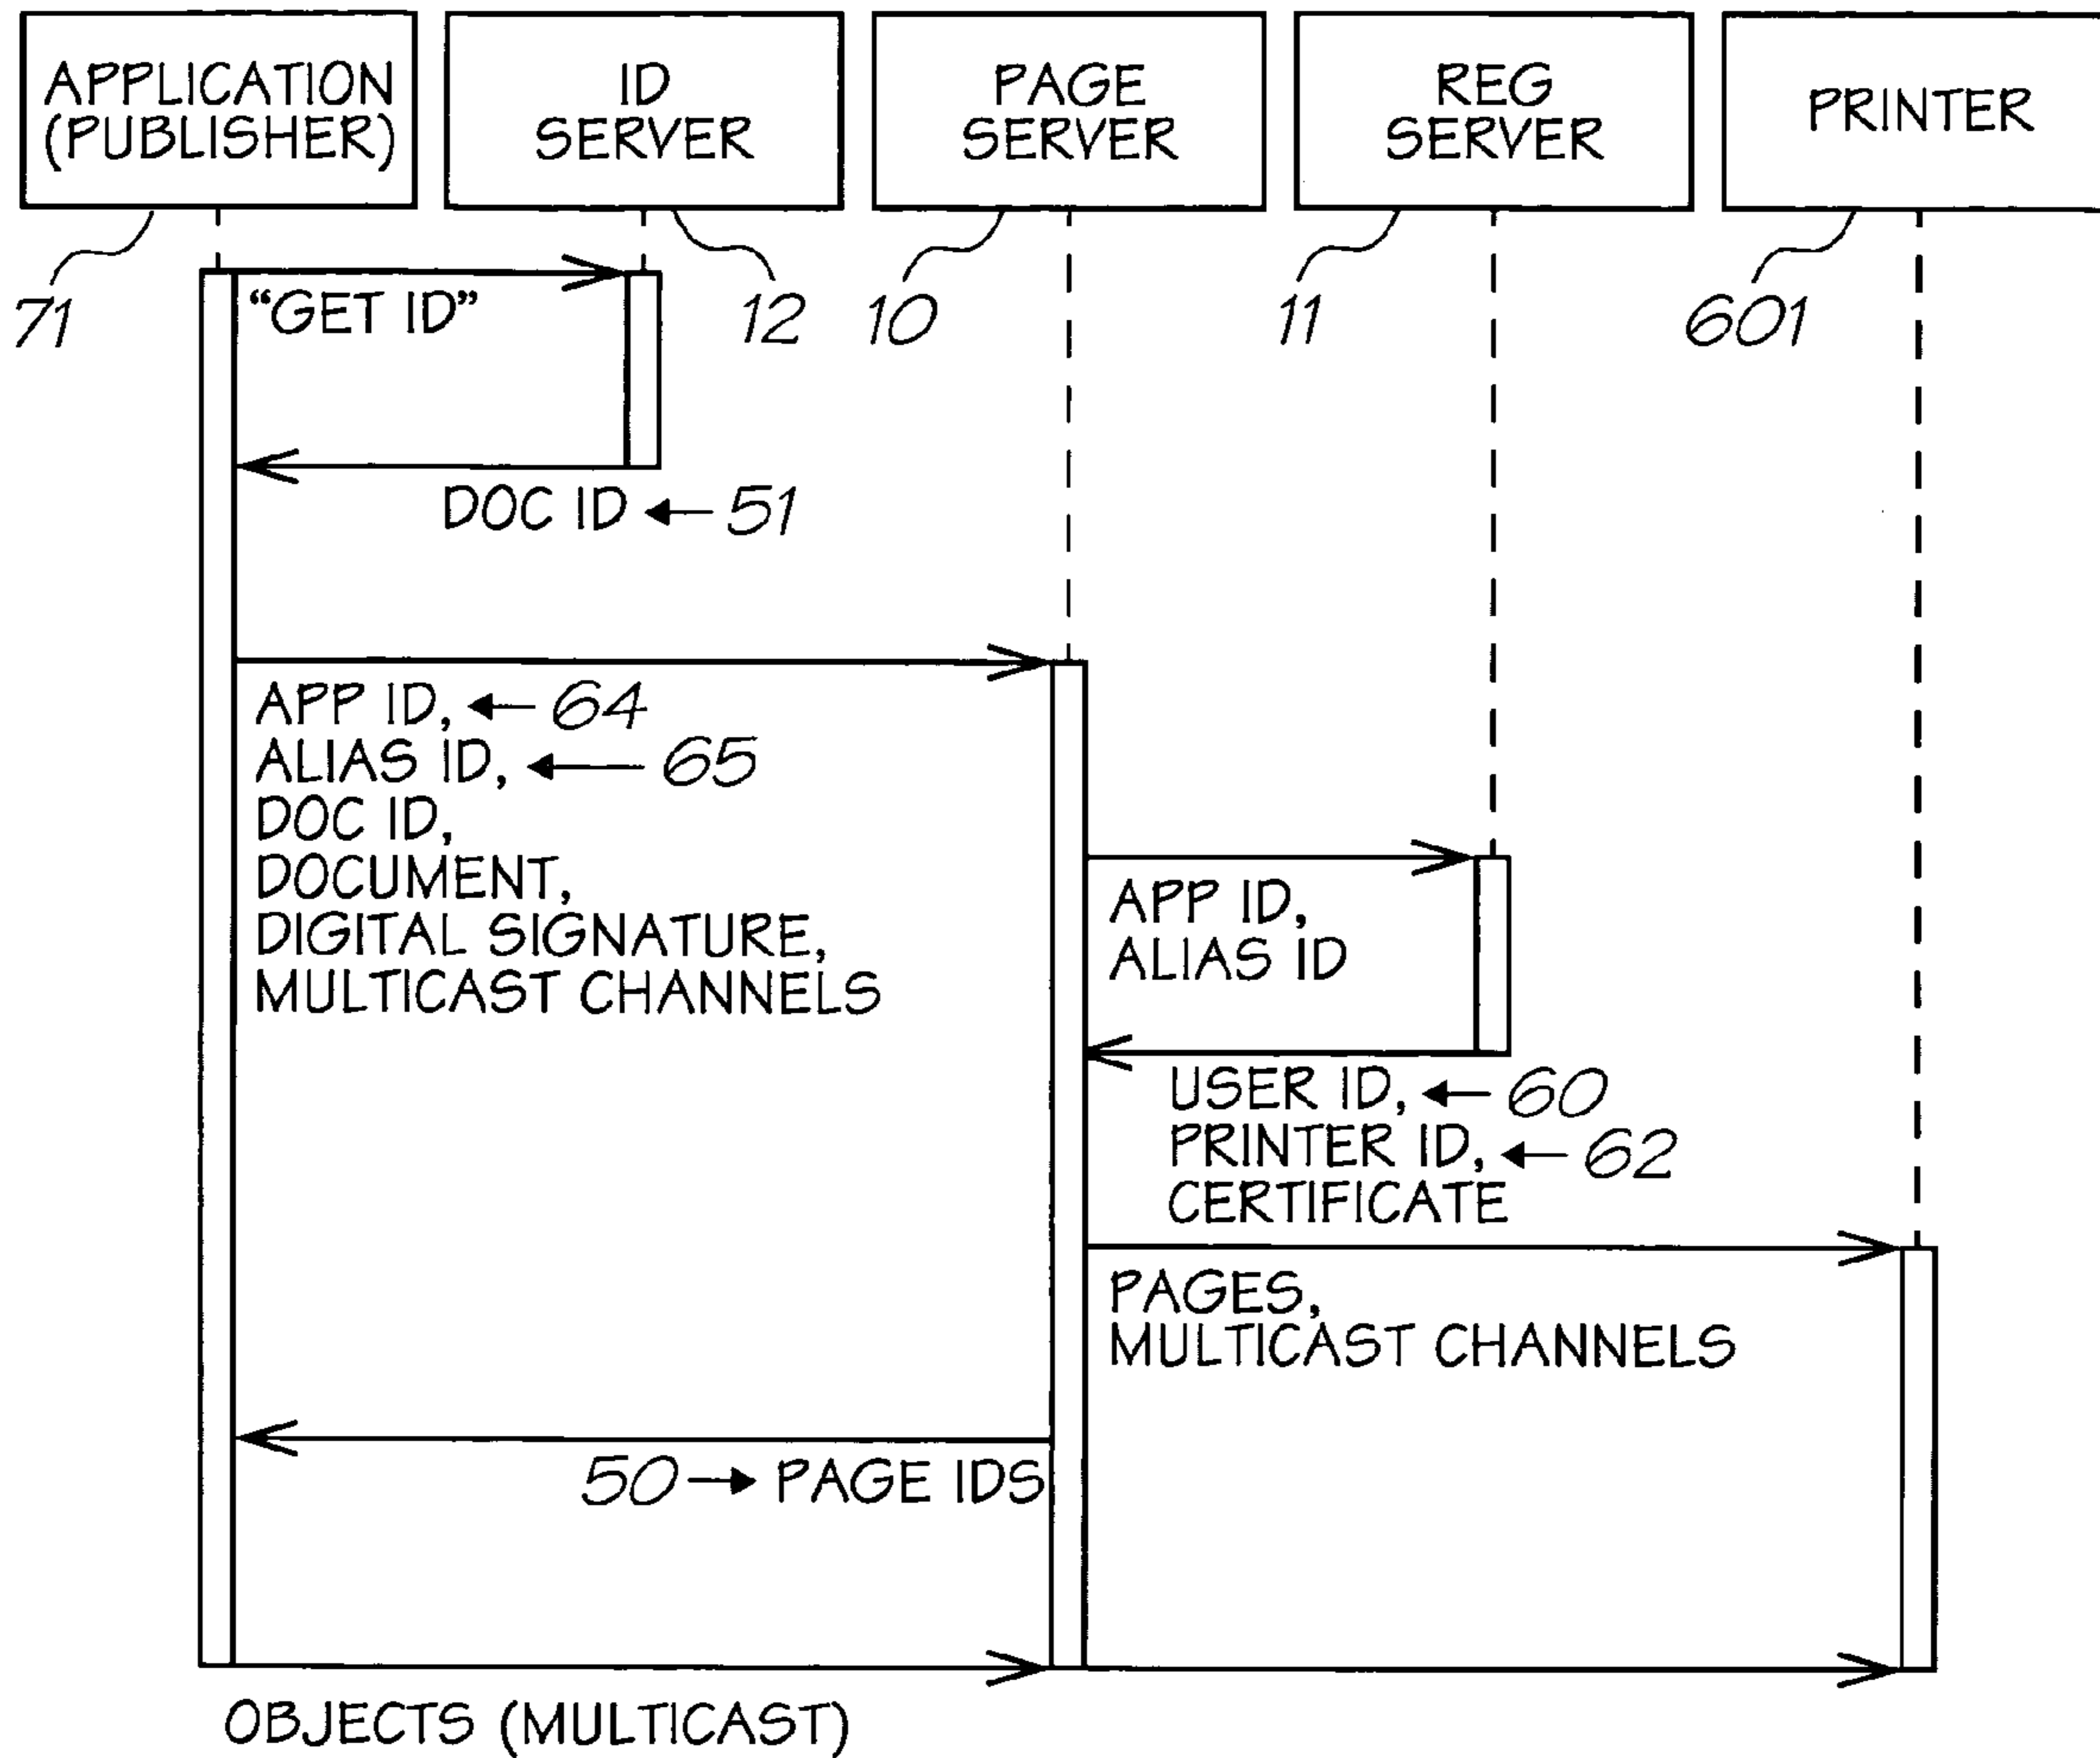 APPLICATION
(PUBLISHER)
ID
SERVER
PAGE
SERVER
REG
SERVER
PRINTER
71
12
10
11
601
“GET ID”
DOC ID 51
APP ID, 64
ALIAS ID, 65
DOC ID,
DOCUMENT,
DIGITAL SIGNATURE,
MULTICAST CHANNELS
APP ID,
ALIAS ID
USER ID, 60
PRINTER ID, 62
CERTIFICATE
PAGES,
MULTICAST CHANNELS
50 PAGE IDS
OBJECTS (MULTICAST)